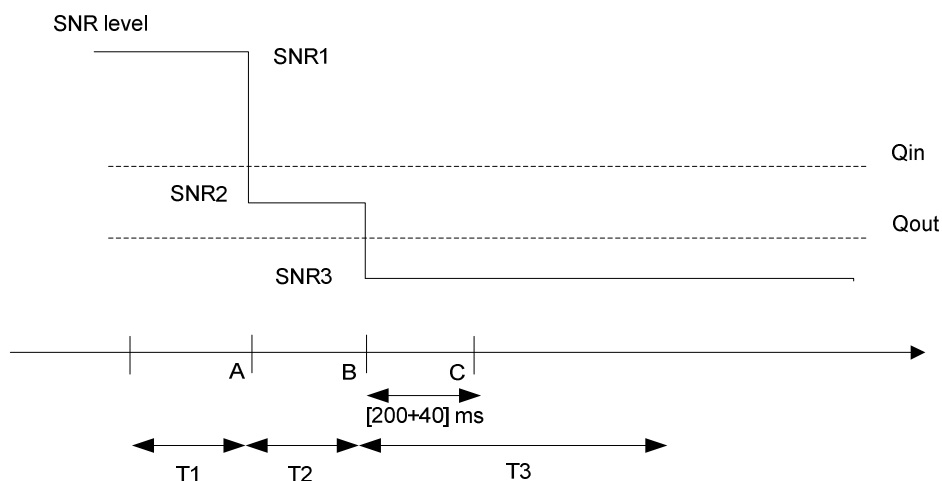 SNR level
SNR1
Qin
SNR2
Qout
SNR3
A
B
C
[200+40] ms
T1
T2
T3